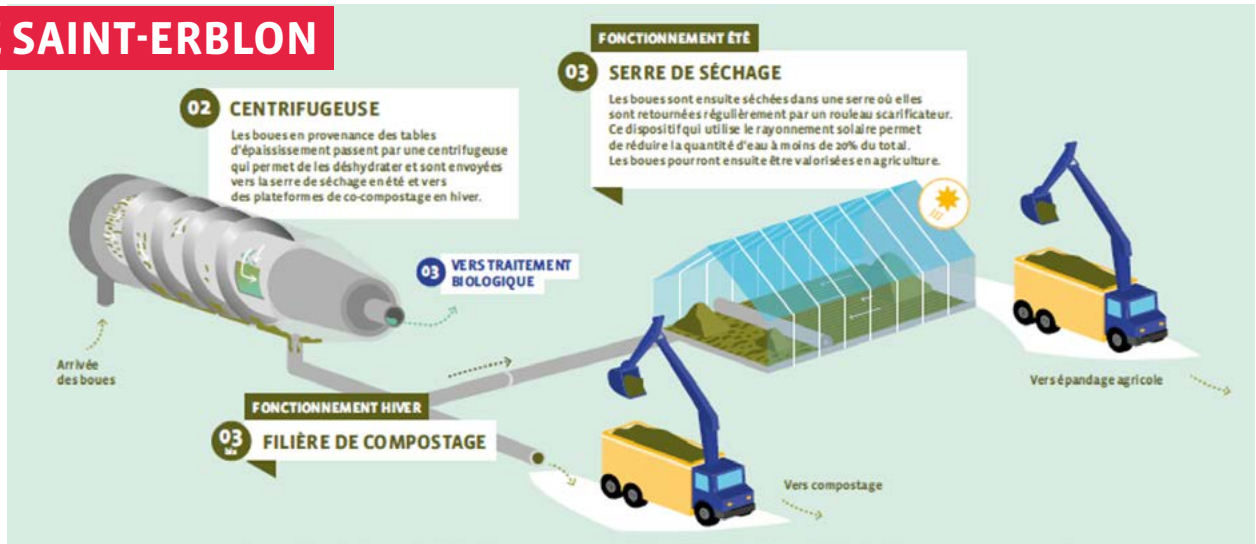 SAINT-ERBLON
FONCTIONNEMENT ÉTÉ
03 SERRE DE SÉCHAGE
Les boues sont ensuite séchées dans une serre où elles
sont retournées régulièrement par un rouleau scarificateur.
Ce dispositif qui utilise le rayonnement solaire permet
de réduire la quantité d'eau à moins de 20% du total.
Les boues pourront ensuite être valorisées en agriculture.
02 CENTRIFUGEUSE
Les boues en provenance des tables
d'épaississement passent par une centrifugeuse
qui permet de les déshydrater et sont envoyées
vers la serre de séchage en été et vers
des plateformes de co-compostage en hiver.
03 VERS TRAITEMENT
BIOLOGIQUE
Arrivée
des boues
Vers épandage agricole
FONCTIONNEMENT HIVER
03 bis FILIÈRE DE COMPOSTAGE
Vers compostage